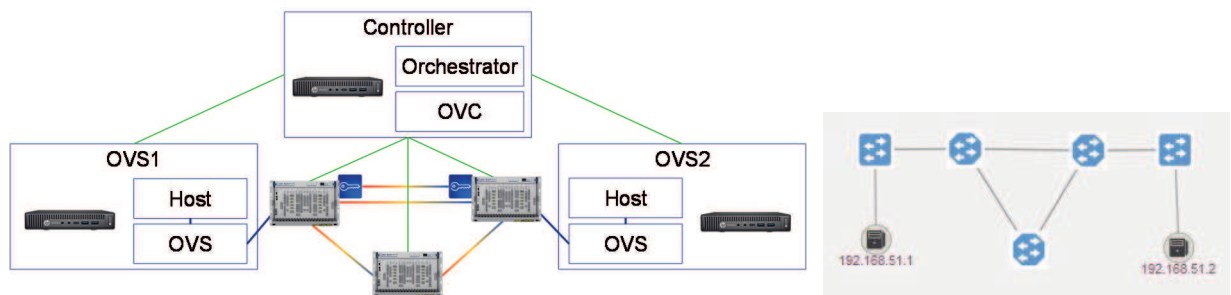 Controller
Orchestrator
OVC
OVS1
Host
OVS
OVS2
Host
OVS
192.168.51.1
192.168.51.2